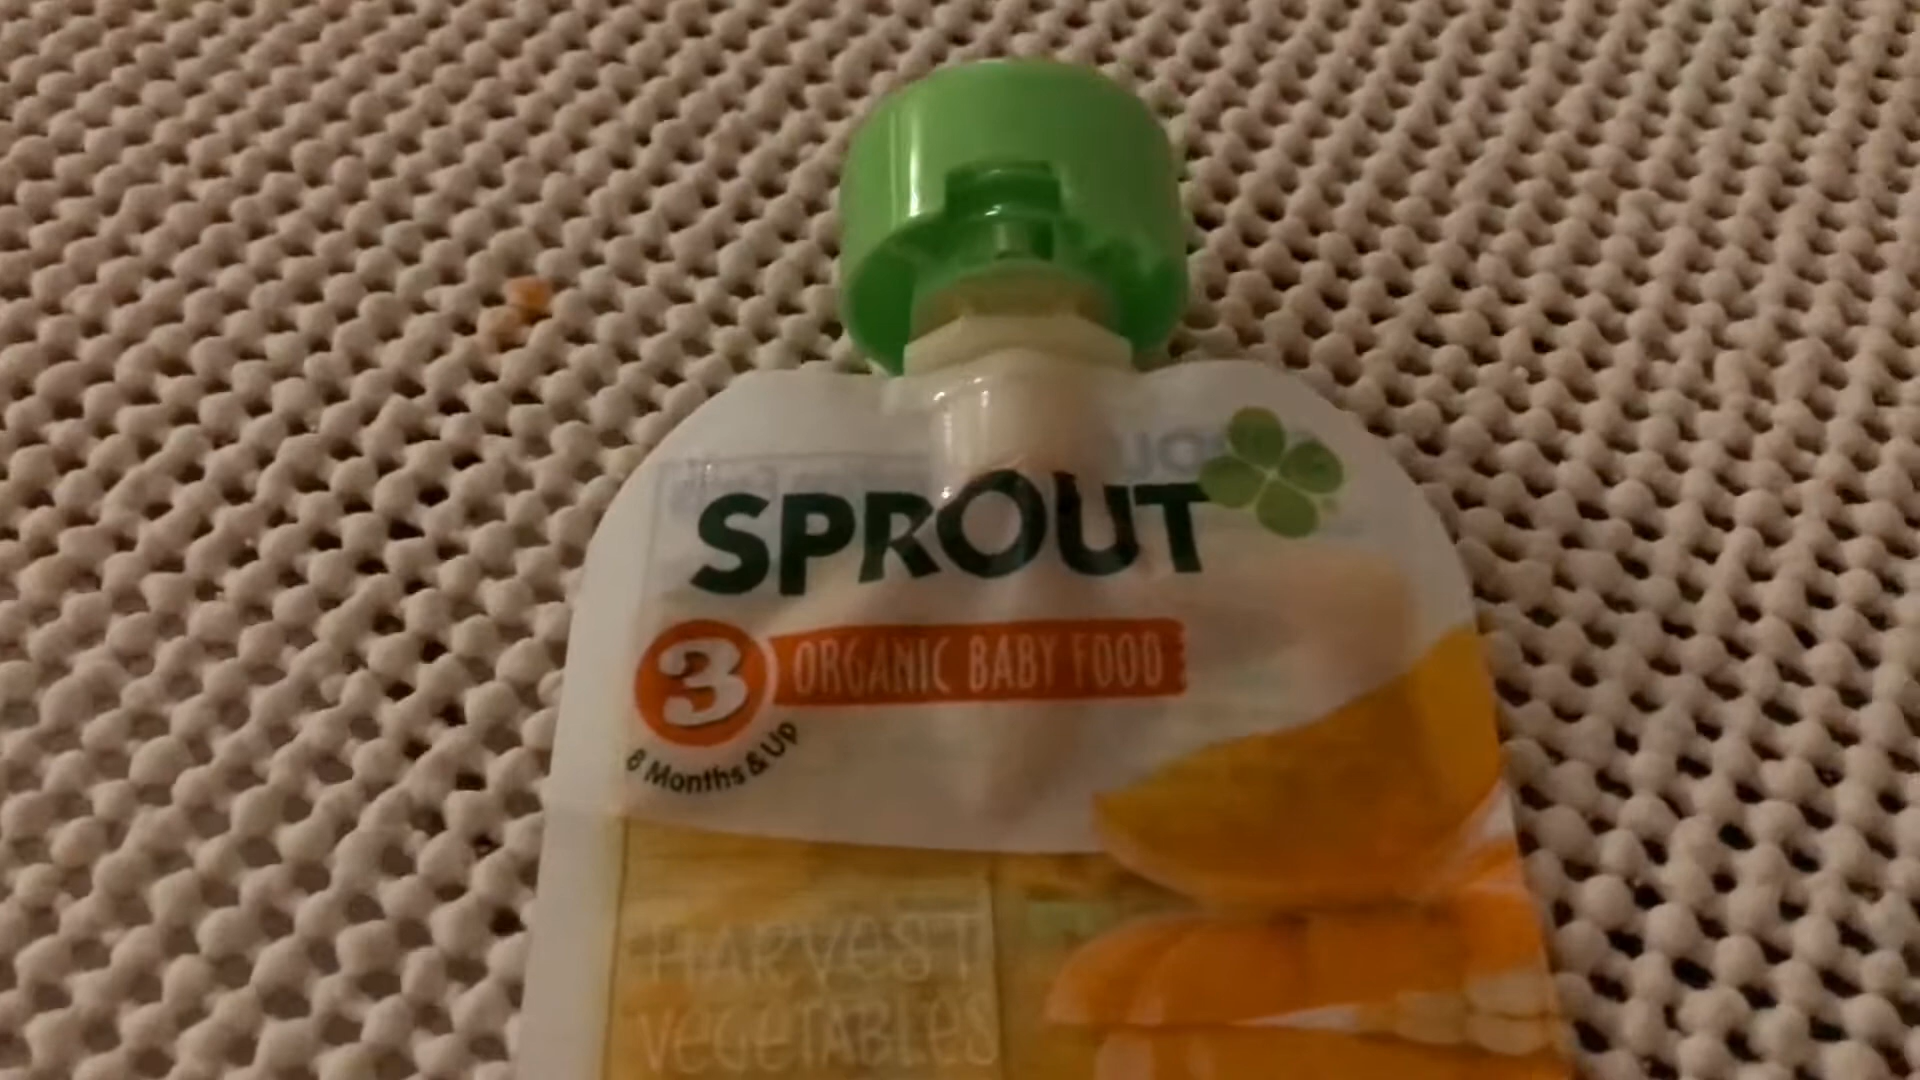 SPROUT
3 ORGANIC BABY FOOD
8 Months & Up
HARVEST
VEGETABLES